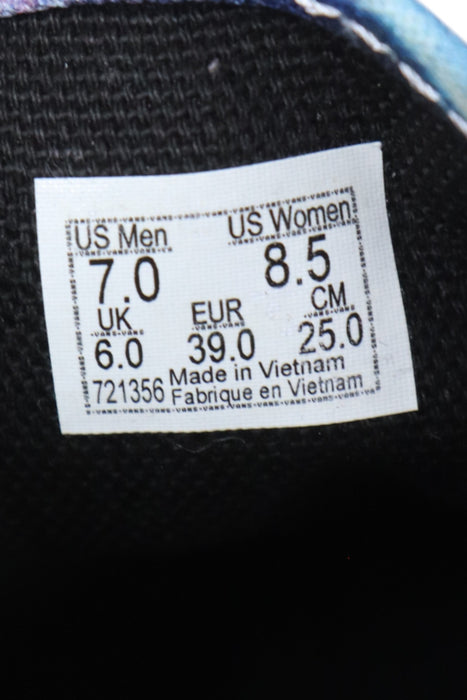 US Men US Women
7.0 8.5
UK EUR CM
6.0 39.0 25.0
721356 Made in Vietnam
Fabrique en Vietnam